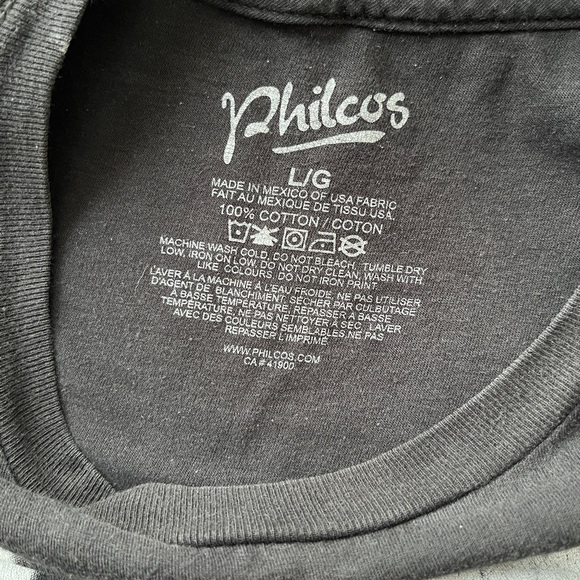 Philcos
L/G
MADE IN MEXICO OF USA FABRIC
FAIT AU MEXIQUE DE TISSU USA.
100% COTTON / COTON
MACHINE WASH COLD, DO NOT BLEACH, TUMBLE DRY
LOW, IRON ON LOW, DO NOT DRY CLEAN, WASH WITH
LIKE COLOURS, DO NOT IRON PRINT.
LAVER À LA MACHINE À L'EAU FROIDE, NE PAS UTILISER
D'AGENT DE BLANCHIMENT, SÉCHER PAR CULBUTAGE
À BASSE TEMPÉRATURE, REPASSER À BASSE
TEMPÉRATURE, NE PAS NETTOYER À SEC, LAVER
AVEC DES COULEURS SEMBLABLES, NE PAS
REPASSER L'IMPRIMÉ.
WWW.PHILCOS.COM
CA# 41900